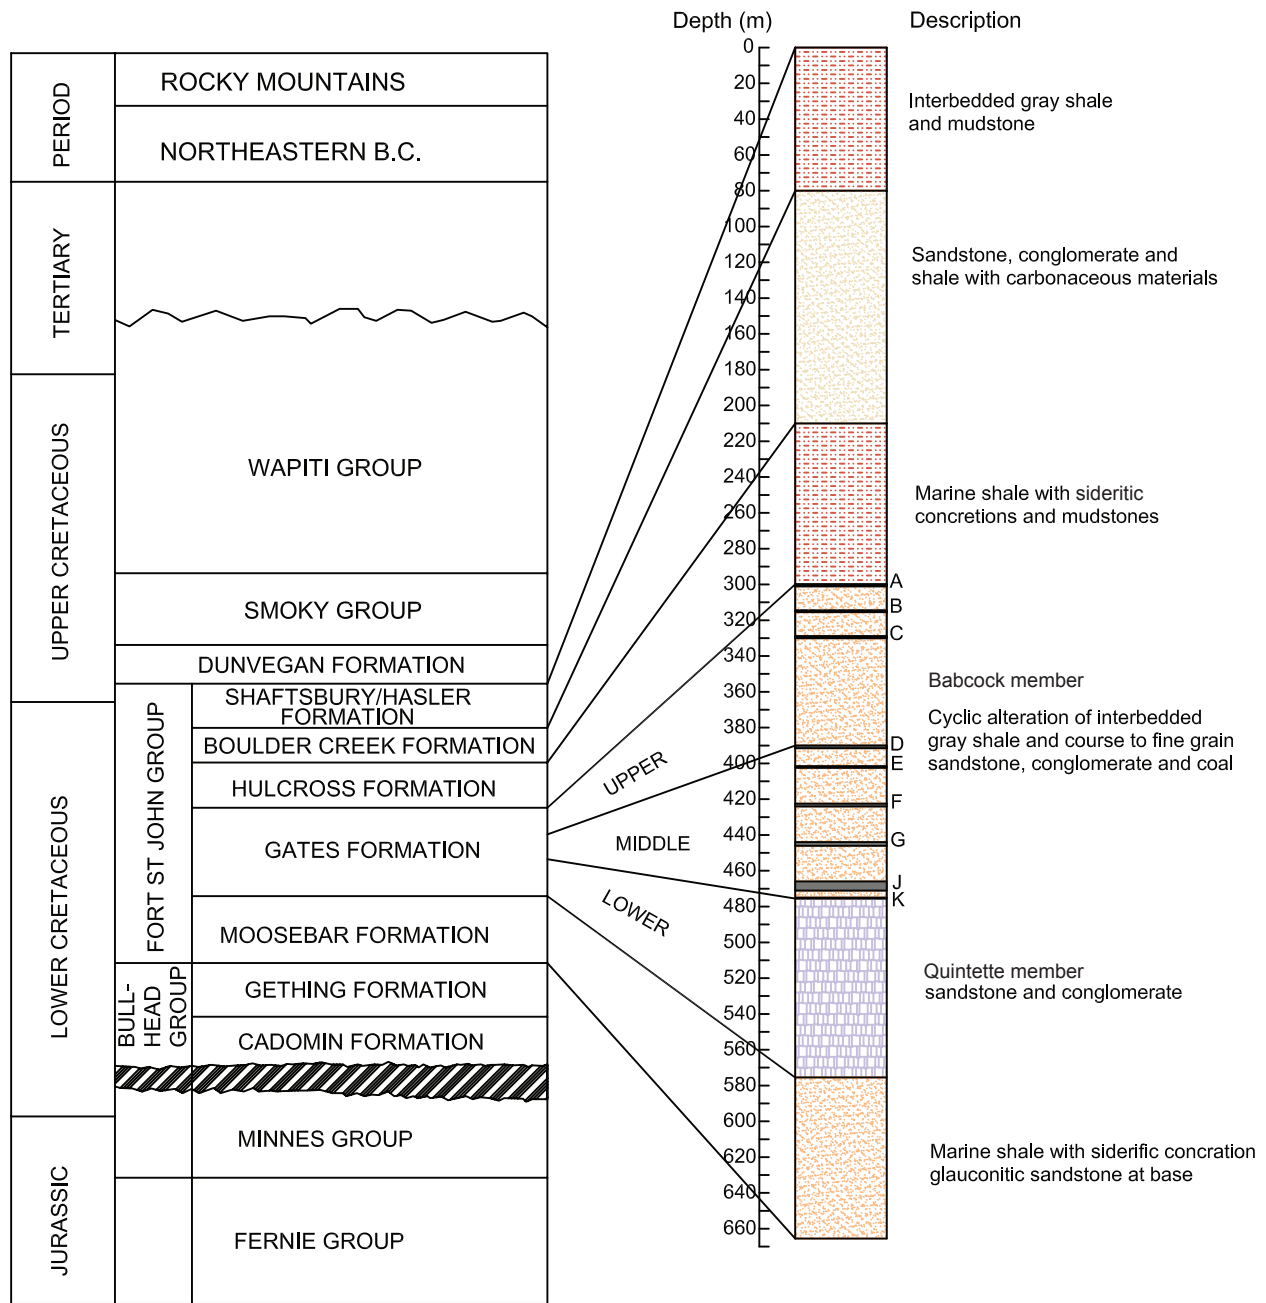 PERIOD
ROCKY MOUNTAINS
NORTHEASTERN B.C.
TERTIARY
UPPER CRETACEOUS
LOWER CRETACEOUS
JURASSIC
WAPITI GROUP
SMOKY GROUP
DUNVEGAN FORMATION
FORT ST JOHN GROUP
SHAFTSBURY/HASLER
FORMATION
BOULDER CREEK FORMATION
HULCROSS FORMATION
GATES FORMATION
MOOSEBAR FORMATION
BULL-
HEAD
GROUP
GETHING FORMATION
CADOMIN FORMATION
MINNES GROUP
FERNIE GROUP
UPPER
MIDDLE
LOWER
Depth (m)
0
20
40
60
80
100
120
140
160
180
200
220
240
260
280
300
320
340
360
380
400
420
440
460
480
500
520
540
560
580
600
620
640
660
A
B
C
D
E
F
G
J
K
Description
Interbedded gray shale
and mudstone
Sandstone, conglomerate and
shale with carbonaceous materials
Marine shale with sideritic
concretions and mudstones
Babcock member
Cyclic alteration of interbedded
gray shale and course to fine grain
sandstone, conglomerate and coal
Quintette member
sandstone and conglomerate
Marine shale with siderific concration
glauconitic sandstone at base